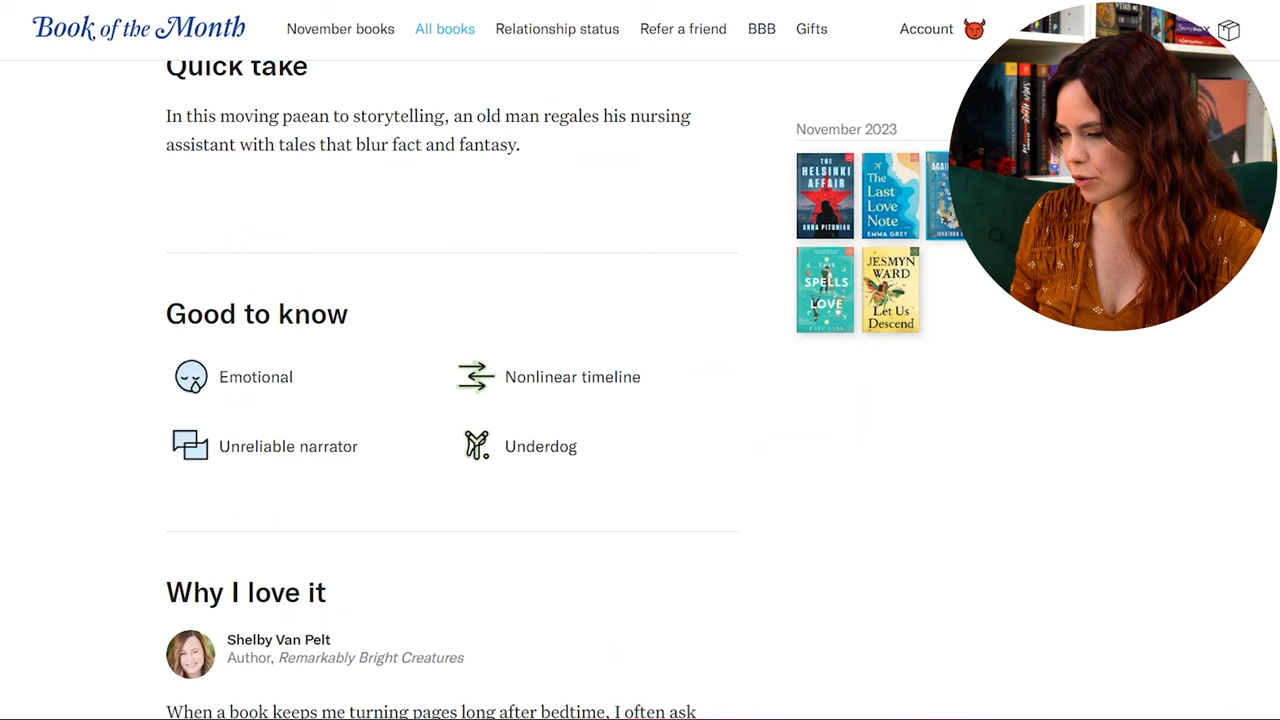 Book of the Month
November books
All books
Relationship status
Refer a friend
BBB
Gifts
Account
Quick take
In this moving paean to storytelling, an old man regales his nursing
assistant with tales that blur fact and fantasy.
November 2023
THE
HELSINKI
AFFAIR
ANNA PITONIAK
The
Last
Love
Note
EMMA GREY
THIS
SPELLS
LOVE
JESMYN
WARD
Let Us
Descend
Good to know
Emotional
Nonlinear timeline
Unreliable narrator
Underdog
Why I love it
Shelby Van Pelt
Author, Remarkably Bright Creatures
When a book keeps me turning pages long after bedtime, I often ask